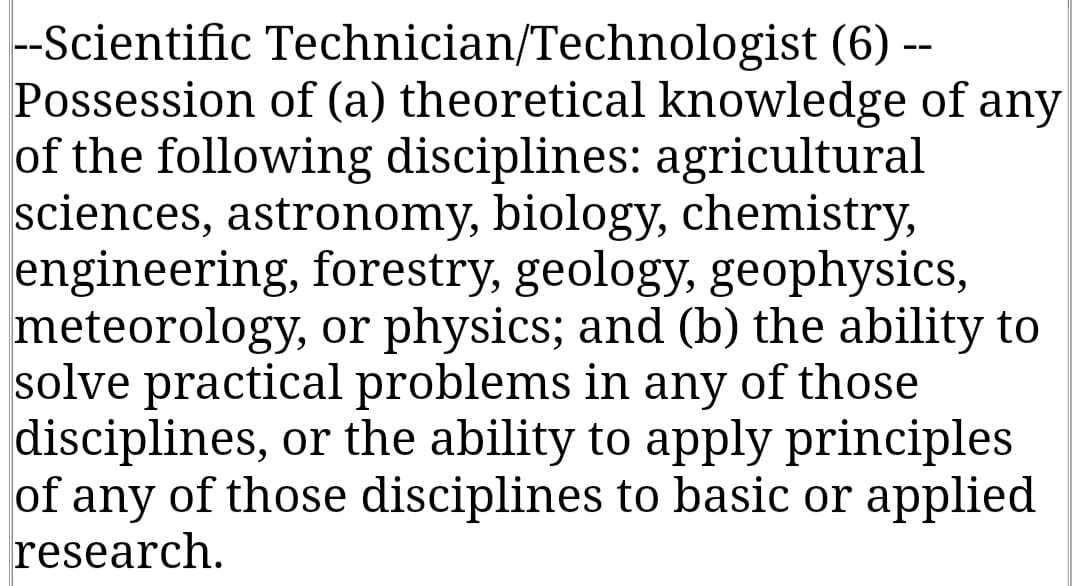 --Scientific Technician/Technologist (6) --
Possession of (a) theoretical knowledge of any
of the following disciplines: agricultural
sciences, astronomy, biology, chemistry,
engineering, forestry, geology, geophysics,
meteorology, or physics; and (b) the ability to
solve practical problems in any of those
disciplines, or the ability to apply principles
of any of those disciplines to basic or applied
research.